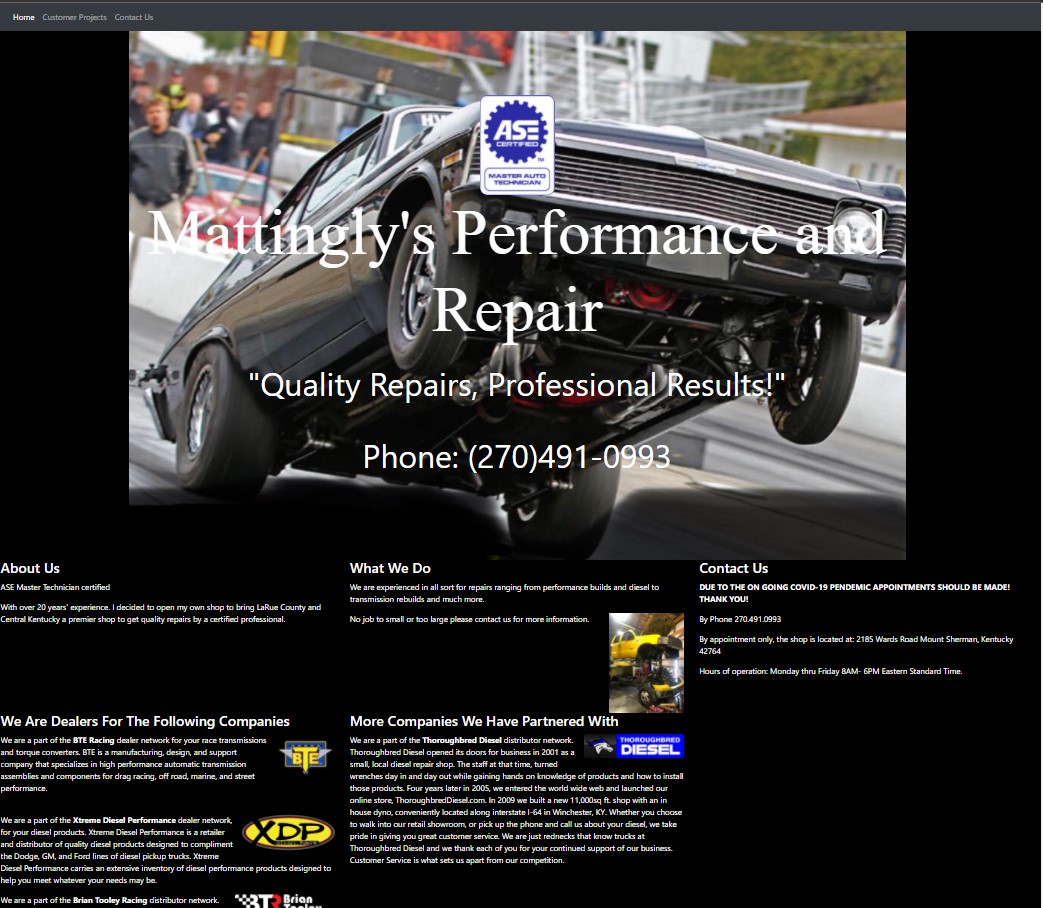 Home Customer Projects Contact Us
HV
ASE
CERTIFIED
TM
MASTER AUTO
TECHNICIAN
Mattingly's Performance and
Repair
"Quality Repairs, Professional Results!"
Phone: (270)491-0993
About Us
ASE Master Technician certified
With over 20 years' experience. I decided to open my own shop to bring LaRue County and
Central Kentucky a premier shop to get quality repairs by a certified professional.
What We Do
We are experienced in all sort for repairs ranging from performance builds and diesel to
transmission rebuilds and much more.
No job to small or too large please contact us for more information.
Contact Us
DUE TO THE ON GOING COVID-19 PENDEMIC APPOINTMENTS SHOULD BE MADE!
THANK YOU!
By Phone 270.491.0993
By appointment only, the shop is located at: 2185 Wards Road Mount Sherman, Kentucky
42764
Hours of operation: Monday thru Friday 8AM- 6PM Eastern Standard Time.
We Are Dealers For The Following Companies
We are a part of the BTE Racing dealer network for your race transmissions
and torque converters. BTE is a manufacturing, design, and support
company that specializes in high performance automatic transmission
assemblies and components for drag racing, off road, marine, and street
performance.
BTE
We are a part of the Xtreme Diesel Performance dealer network,
for your diesel products. Xtreme Diesel Performance is a retailer
and distributor of quality diesel products designed to compliment
the Dodge, GM, and Ford lines of diesel pickup trucks. Xtreme
Diesel Performance carries an extensive inventory of diesel performance products designed to
help you meet whatever your needs may be.
XDP
We are a part of the Brian Tooley Racing distributor network.
BTR Brian
Tooley
More Companies We Have Partnered With
We are a part of the Thoroughbred Diesel distributor network.
Thoroughbred Diesel opened its doors for business in 2001 as a
small, local diesel repair shop. The staff at that time, turned
wrenches day in and day out while gaining hands on knowledge of products and how to install
those products. Four years later in 2005, we entered the world wide web and launched our
online store, ThoroughbredDiesel.com. In 2009 we built a new 11,000sq ft. shop with an in
house dyno, conveniently located along interstate I-64 in Winchester, KY. Whether you choose
to walk into our retail showroom, or pick up the phone and call us about your diesel, we take
pride in giving you great customer service. We are just rednecks that know trucks at
Thoroughbred Diesel and we thank each of you for your continued support of our business.
Customer Service is what sets us apart from our competition.
THOROUGHBRED
DIESEL